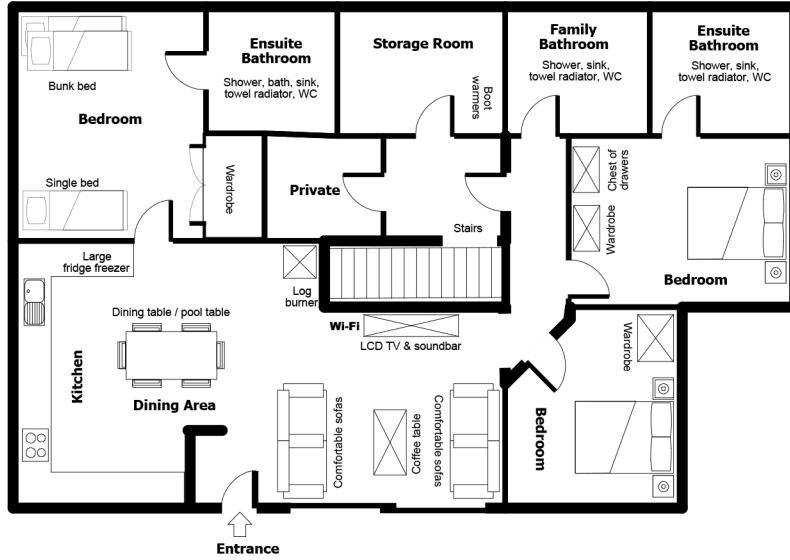 Ensuite
Bathroom
Shower, bath, sink,
towel radiator, WC
Storage Room
Boot
warmers
Family
Bathroom
Shower, sink,
towel radiator, WC
Ensuite
Bathroom
Shower, sink,
towel radiator, WC
Bunk bed
Bedroom
Single bed
Wardrobe
Private
Stairs
Chest of
drawers
Wardrobe
Bedroom
Large
fridge freezer
Log
burner
Dining table / pool table
Wi-Fi
LCD TV & soundbar
Kitchen
Dining Area
Comfortable sofas
Coffee table
Comfortable sofas
Wardrobe
Bedroom
Entrance